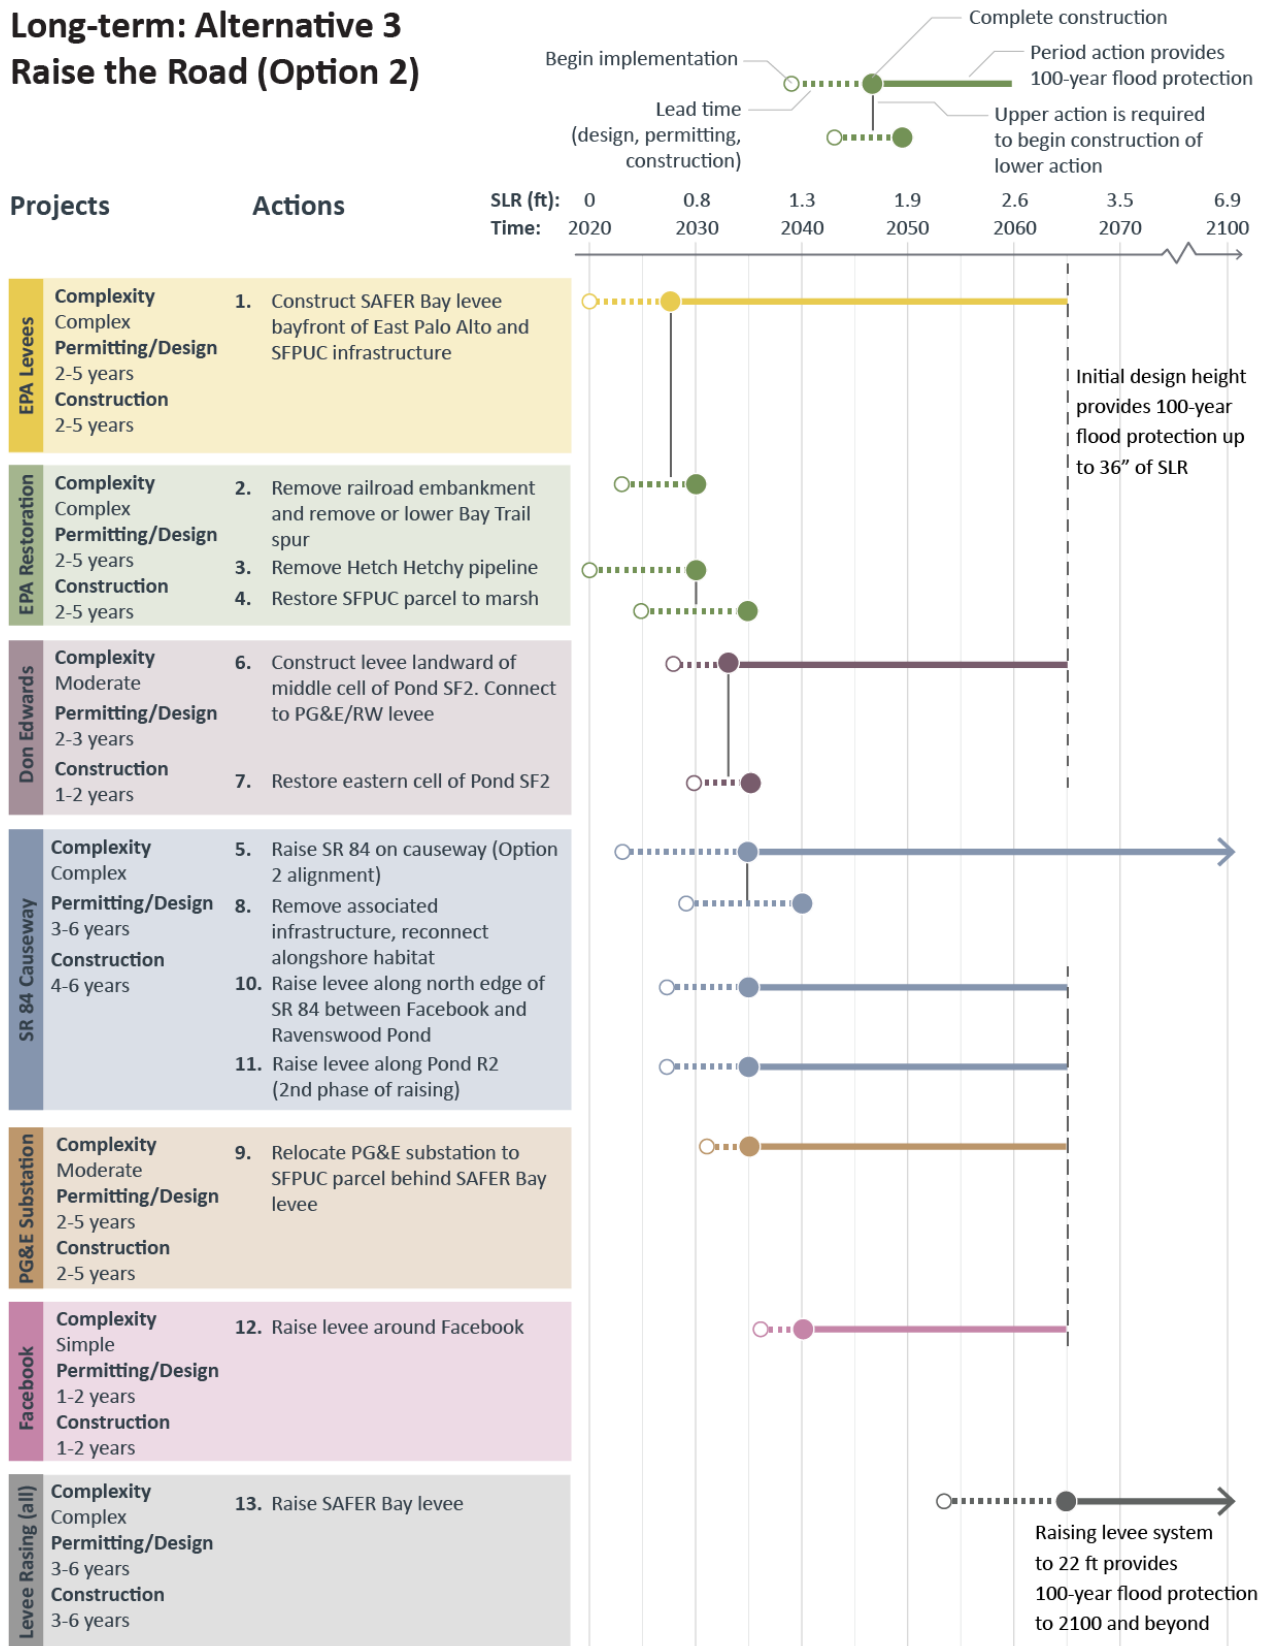 Long-term: Alternative 3
Raise the Road (Option 2)
Complete construction
Begin implementation
Period action provides
100-year flood protection
Lead time
(design, permitting,
construction)
Upper action is required
to begin construction of
lower action
Projects
Actions
SLR (ft): 0 0.8 1.3 1.9 2.6 3.5 6.9
Time: 2020 2030 2040 2050 2060 2070 2100
EPA Levees
Complexity
Complex
Permitting/Design
2-5 years
Construction
2-5 years
1. Construct SAFER Bay levee
bayfront of East Palo Alto and
SFPUC infrastructure
Initial design height
provides 100-year
flood protection up
to 36” of SLR
EPA Restoration
Complexity
Complex
Permitting/Design
2-5 years
Construction
2-5 years
2. Remove railroad embankment
and remove or lower Bay Trail
spur
3. Remove Hetch Hetchy pipeline
4. Restore SFPUC parcel to marsh
Don Edwards
Complexity
Moderate
Permitting/Design
2-3 years
Construction
1-2 years
6. Construct levee landward of
middle cell of Pond SF2. Connect
to PG&E/RW levee
7. Restore eastern cell of Pond SF2
SR 84 Causeway
Complexity
Complex
Permitting/Design
3-6 years
Construction
4-6 years
5. Raise SR 84 on causeway (Option
2 alignment)
8. Remove associated
infrastructure, reconnect
alongshore habitat
10. Raise levee along north edge of
SR 84 between Facebook and
Ravenswood Pond
11. Raise levee along Pond R2
(2nd phase of raising)
PG&E Substation
Complexity
Moderate
Permitting/Design
2-5 years
Construction
2-5 years
9. Relocate PG&E substation to
SFPUC parcel behind SAFER Bay
levee
Facebook
Complexity
Simple
Permitting/Design
1-2 years
Construction
1-2 years
12. Raise levee around Facebook
Levee Rasing (all)
Complexity
Complex
Permitting/Design
3-6 years
Construction
3-6 years
13. Raise SAFER Bay levee
Raising levee system
to 22 ft provides
100-year flood protection
to 2100 and beyond